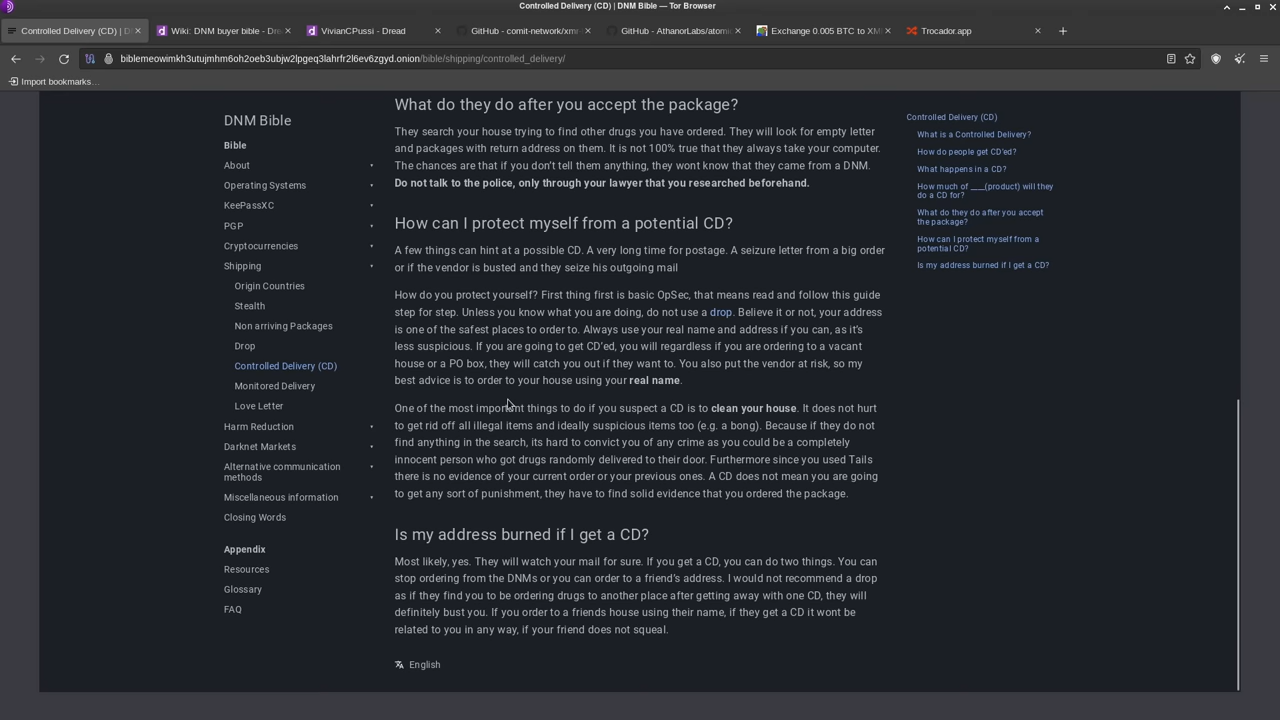 Controlled Delivery (CD) | DNM Bible — Tor Browser
Controlled Delivery (CD) | D
Wiki: DNM buyer bible - Dre
VivianCPussi - Dread
GitHub - comit-network/xm
GitHub - AthanorLabs/atomi
Exchange 0.005 BTC to XM
Trocador.app
biblemeowimkh3utujmhm6oh2oeb3ubjw2lpgeq3lahrfr2l6ev6zgyd.onion/bible/shipping/controlled_delivery/
Import bookmarks…
DNM Bible
Bible
About
Operating Systems
KeePassXC
PGP
Cryptocurrencies
Shipping
Origin Countries
Stealth
Non arriving Packages
Drop
Controlled Delivery (CD)
Monitored Delivery
Love Letter
Harm Reduction
Darknet Markets
Alternative communication
methods
Miscellaneous information
Closing Words
Appendix
Resources
Glossary
FAQ
What do they do after you accept the package?
They search your house trying to find other drugs you have ordered. They will look for empty letter
and packages with return address on them. It is not 100% true that they always take your computer.
The chances are that if you don't tell them anything, they wont know that they came from a DNM.
Do not talk to the police, only through your lawyer that you researched beforehand.
How can I protect myself from a potential CD?
A few things can hint at a possible CD. A very long time for postage. A seizure letter from a big order
or if the vendor is busted and they seize his outgoing mail
How do you protect yourself? First thing first is basic OpSec, that means read and follow this guide
step for step. Unless you know what you are doing, do not use a drop. Believe it or not, your address
is one of the safest places to order to. Always use your real name and address if you can, as it's
less suspicious. If you are going to get CD'ed, you will regardless if you are ordering to a vacant
house or a PO box, they will catch you out if they want to. You also put the vendor at risk, so my
best advice is to order to your house using your real name.
One of the most important things to do if you suspect a CD is to clean your house. It does not hurt
to get rid off all illegal items and ideally suspicious items too (e.g. a bong). Because if they do not
find anything in the search, its hard to convict you of any crime as you could be a completely
innocent person who got drugs randomly delivered to their door. Furthermore since you used Tails
there is no evidence of your current order or your previous ones. A CD does not mean you are going
to get any sort of punishment, they have to find solid evidence that you ordered the package.
Is my address burned if I get a CD?
Most likely, yes. They will watch your mail for sure. If you get a CD, you can do two things. You can
stop ordering from the DNMs or you can order to a friend's address. I would not recommend a drop
as if they find you to be ordering drugs to another place after getting away with one CD, they will
definitely bust you. If you order to a friends house using their name, if they get a CD it wont be
related to you in any way, if your friend does not squeal.
English
Controlled Delivery (CD)
What is a Controlled Delivery?
How do people get CD'ed?
What happens in a CD?
How much of ___(product) will they
do a CD for?
What do they do after you accept
the package?
How can I protect myself from a
potential CD?
Is my address burned if I get a CD?